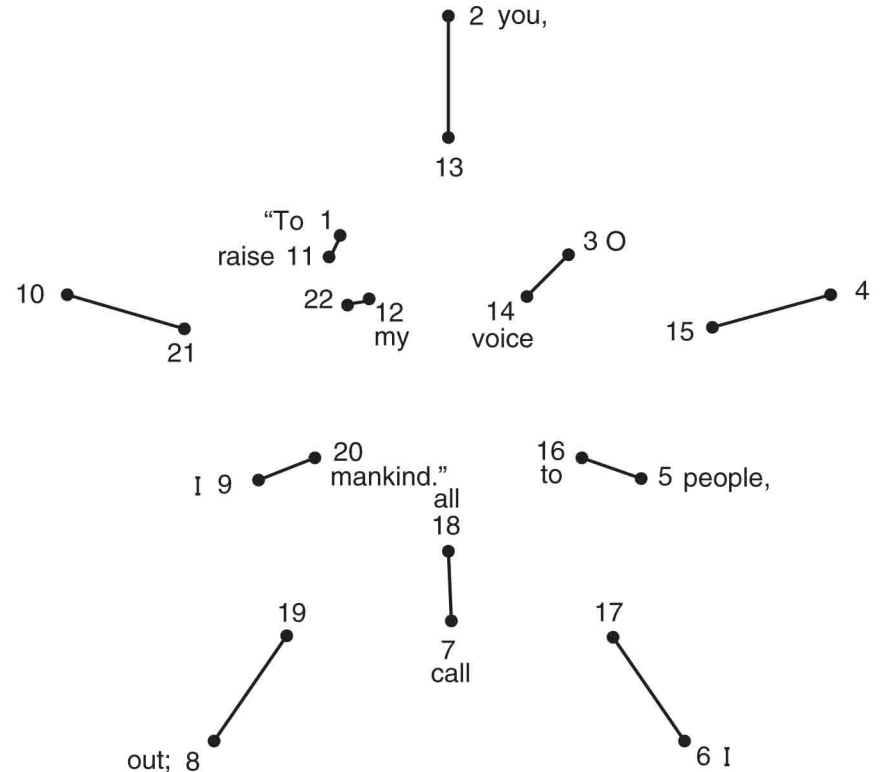 2 you,
13
“To 1
3 O
raise 11
10
22
12
my
14
voice
4
15
21
20
mankind.”
16
to
I 9
5 people,
all
18
19
17
7
call
out; 8
6 I